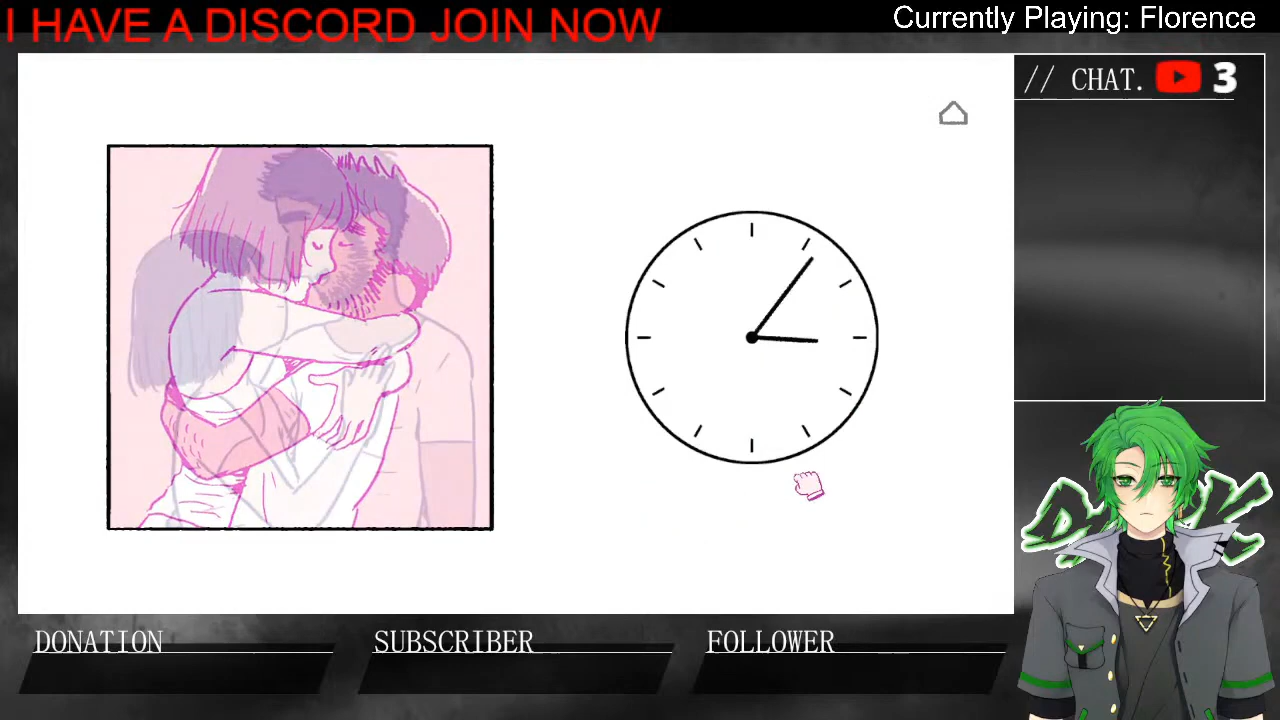 I HAVE A DISCORD JOIN NOW
Currently Playing: Florence
// CHAT. 3
DONATION
SUBSCRIBER
FOLLOWER